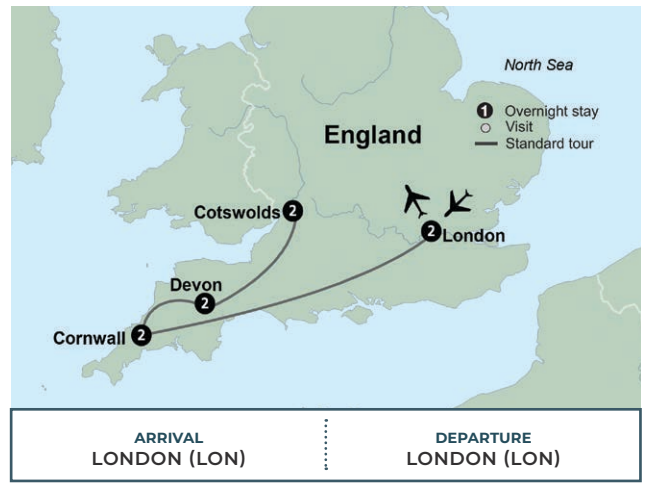 North Sea
1 Overnight stay
Visit
Standard tour
England
Cotswolds 2
2 London
Devon
2
Cornwall 2
ARRIVAL
LONDON (LON)
DEPARTURE
LONDON (LON)